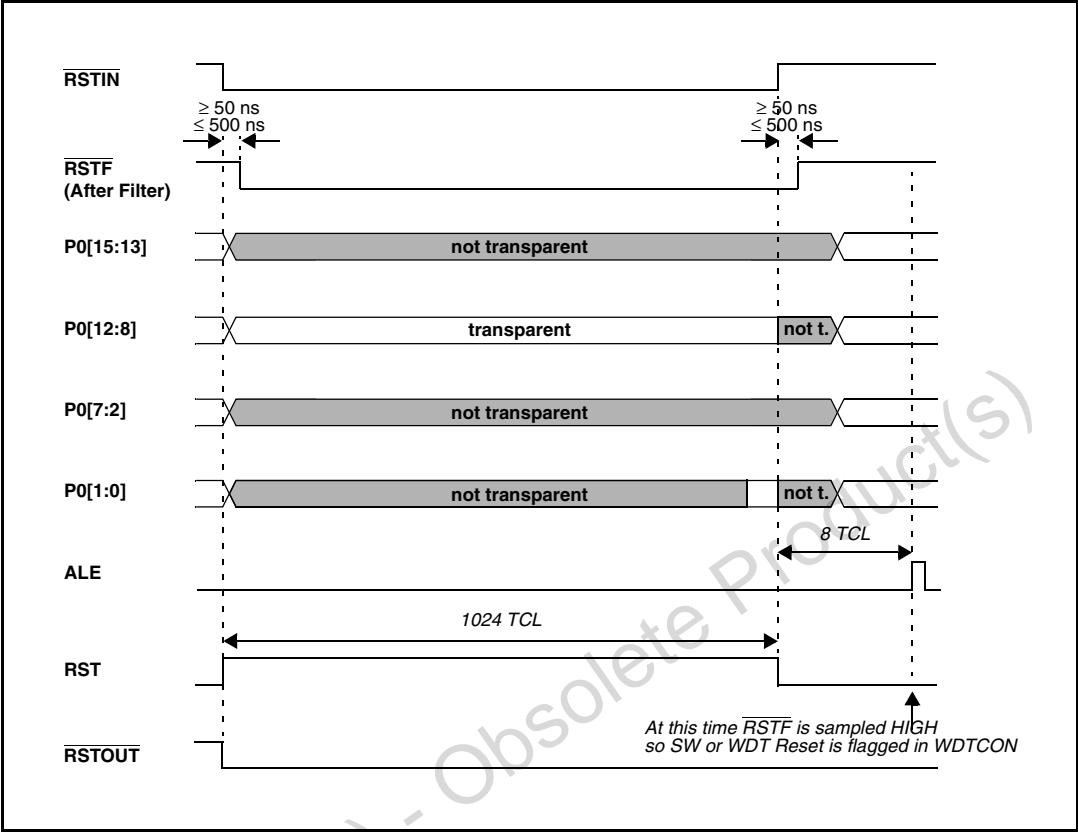 RSTIN
≥ 50 ns
≤ 500 ns
≥ 50 ns
≤ 500 ns
RSTF
(After Filter)
P0[15:13]
not transparent
P0[12:8]
transparent
not t.
P0[7:2]
not transparent
P0[1:0]
not transparent
not t.
8 TCL
ALE
1024 TCL
RST
At this time RSTF is sampled HIGH
so SW or WDT Reset is flagged in WDTCON
RSTOUT
) - Obsolete Product(s)